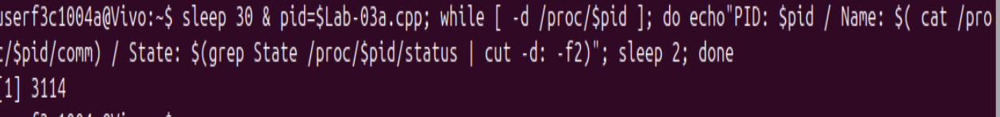 userf3c1004a@Vivo:~$ sleep 30 & pid=$Lab-03a.cpp; while [ -d /proc/$pid ]; do echo"PID: $pid / Name: $( cat /pro
c/$pid/comm) / State: $(grep State /proc/$pid/status | cut -d: -f2)"; sleep 2; done
[1] 3114